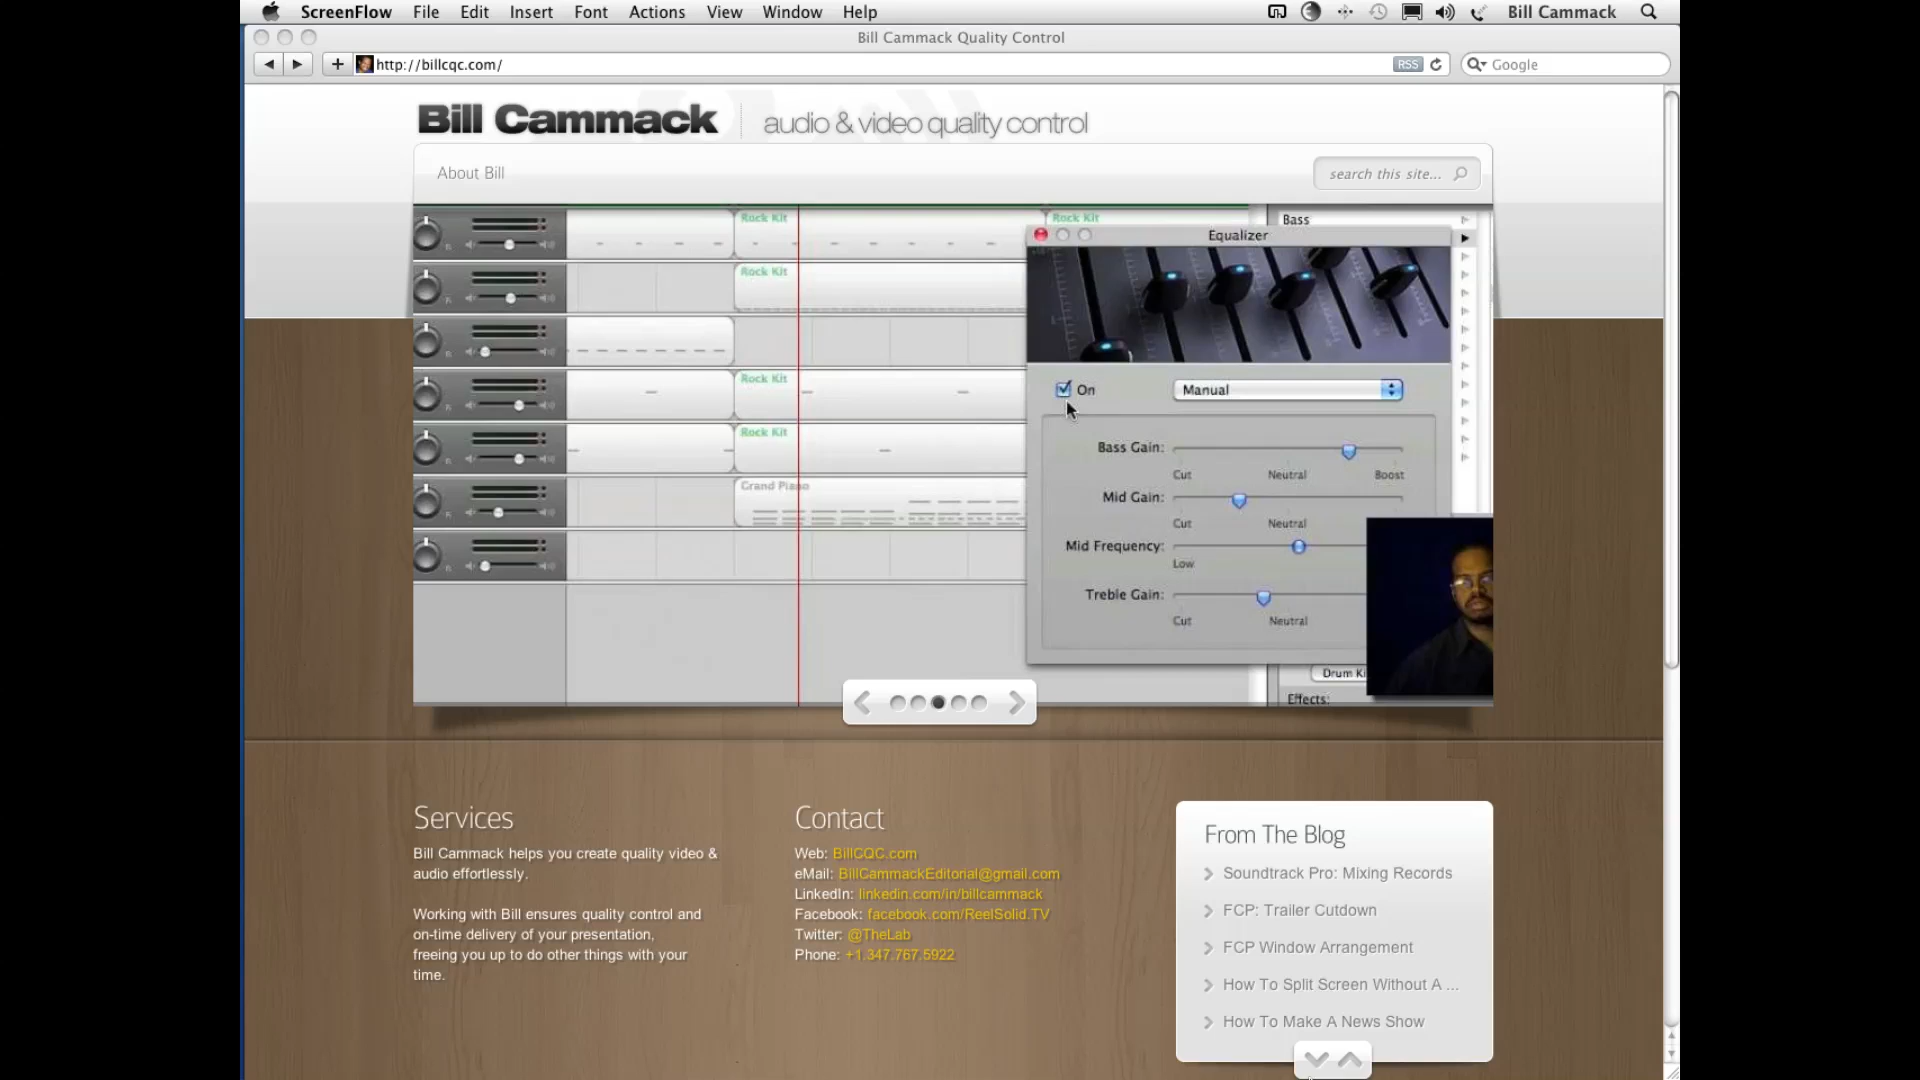 ScreenFlow File Edit Insert Font Actions View Window Help Bill Cammack
Bill Cammack Quality Control
http://billcqc.com/ RSS Google
Bill Cammack audio & video quality control
About Bill search this site...
Rock Kit Rock Kit Bass
Equalizer
Rock Kit
On Manual
Rock Kit
Rock Kit
Grand Piano
Bass Gain:
Cut Neutral Boost
Mid Gain:
Cut Neutral
Mid Frequency:
Low
Treble Gain:
Cut Neutral
Drum Ki
Effects:
Services
Bill Cammack helps you create quality video &
audio effortlessly.
Working with Bill ensures quality control and
on-time delivery of your presentation,
freeing you up to do other things with your
time.
Contact
Web: BillCQC.com
eMail: BillCammackEditorial@gmail.com
LinkedIn: linkedin.com/in/billcammack
Facebook: facebook.com/ReelSolid.TV
Twitter: @TheLab
Phone: +1.347.767.5922
From The Blog
Soundtrack Pro: Mixing Records
FCP: Trailer Cutdown
FCP Window Arrangement
How To Split Screen Without A ...
How To Make A News Show